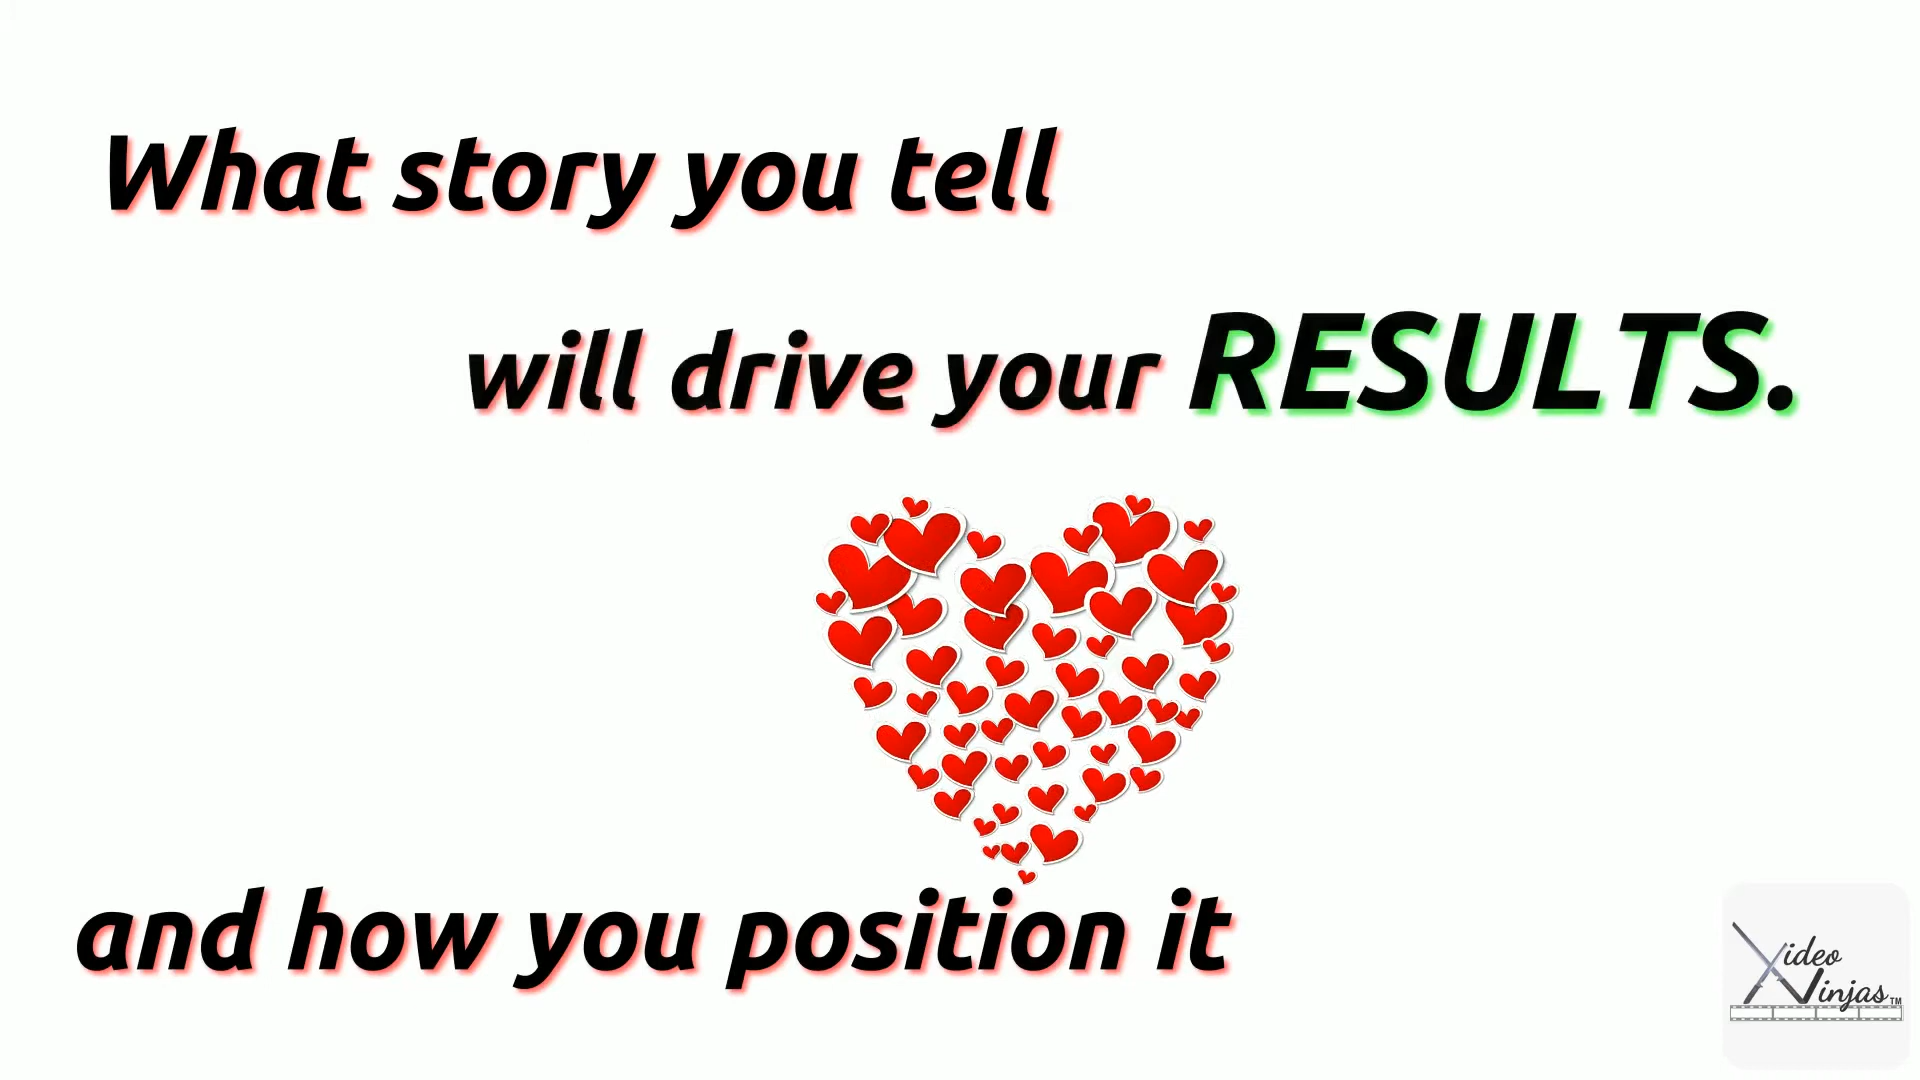 What story you tell
will drive your RESULTS.
and how you position it
Video
Ninjas TM